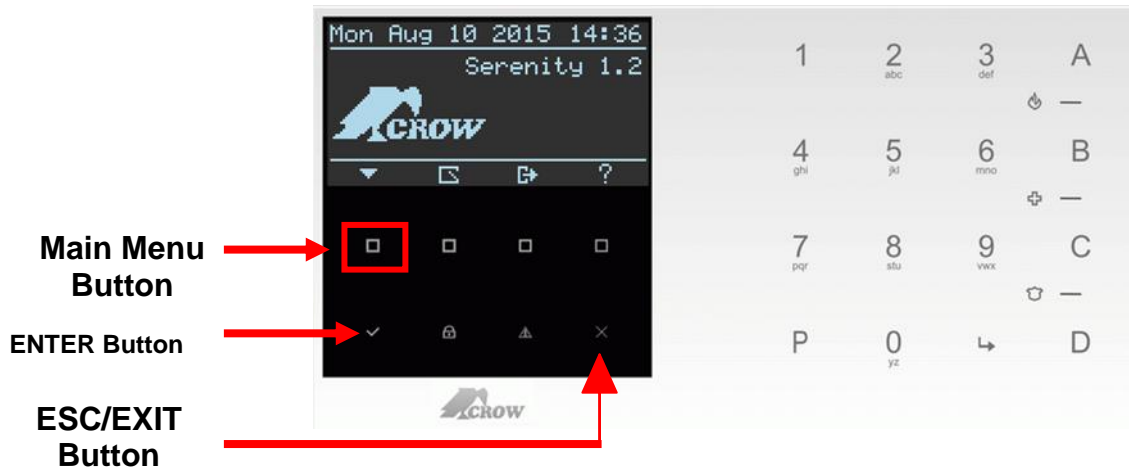 Mon Aug 10 2015 14:36
Serenity 1.2
CROW
?
Main Menu
Button
ENTER Button
ESC/EXIT
Button
CROW
1 2 3 A
abc def
4 5 6 B
ghi jkl mno
7 8 9 C
pqr stu vwx
P 0 D
yz